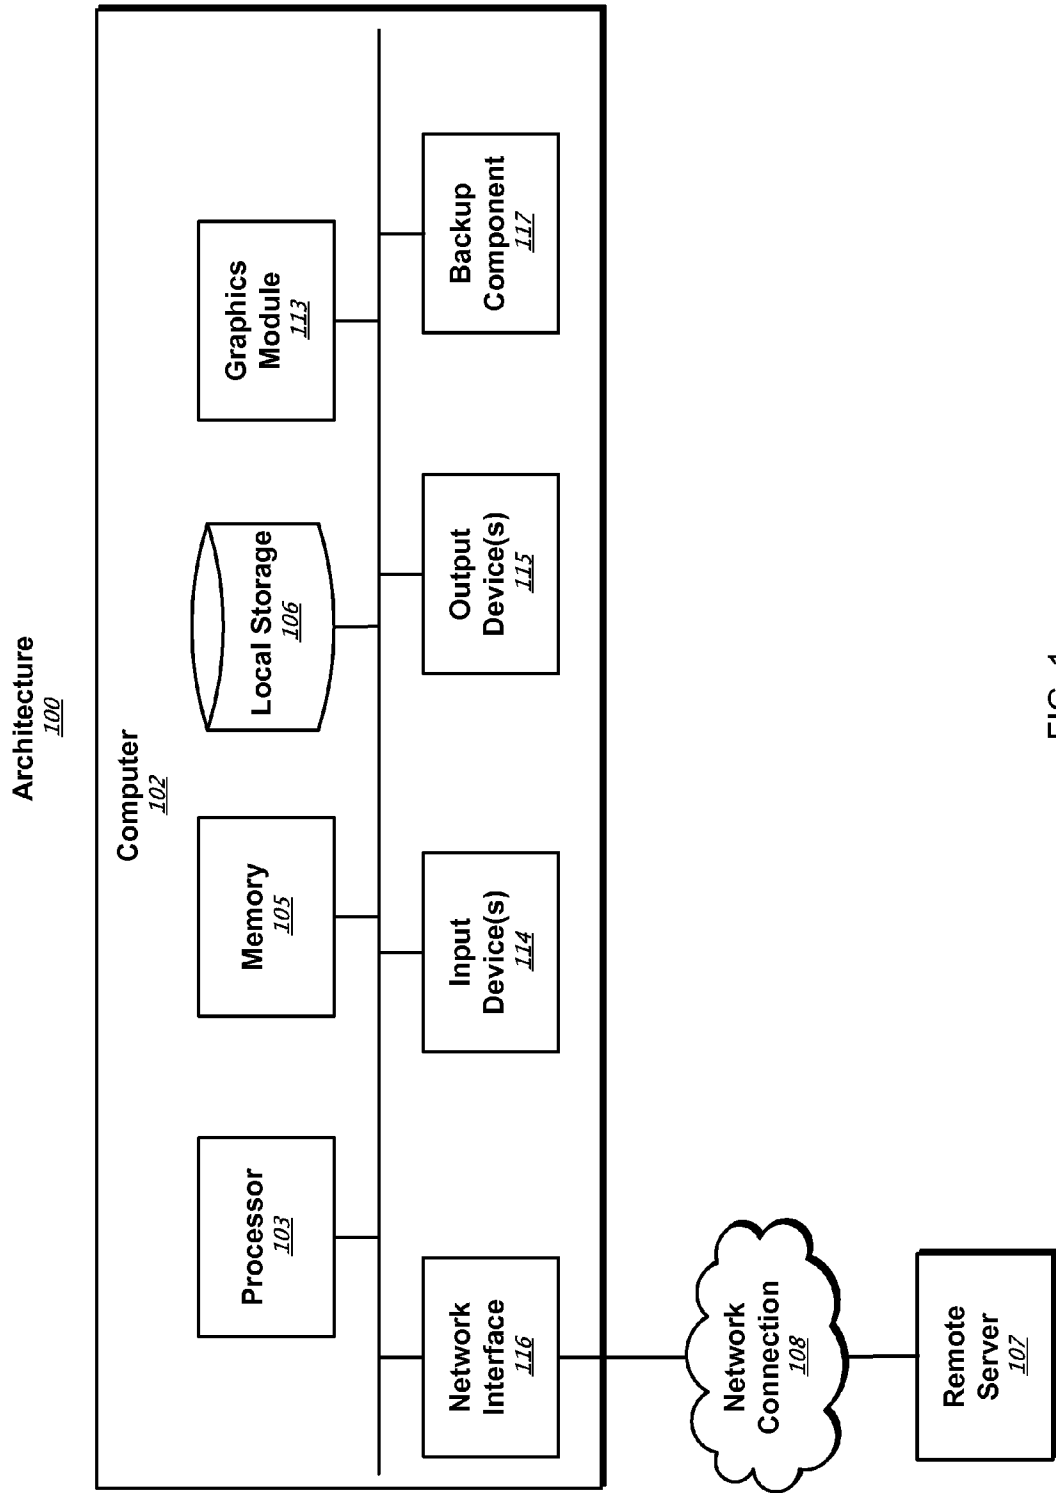 Architecture
100
Computer
102
Processor
103
Memory
105
Local Storage
106
Graphics
Module
113
Network
Interface
116
Input
Device(s)
114
Output
Device(s)
115
Backup
Component
117
Network
Connection
108
Remote
Server
107
FIG.